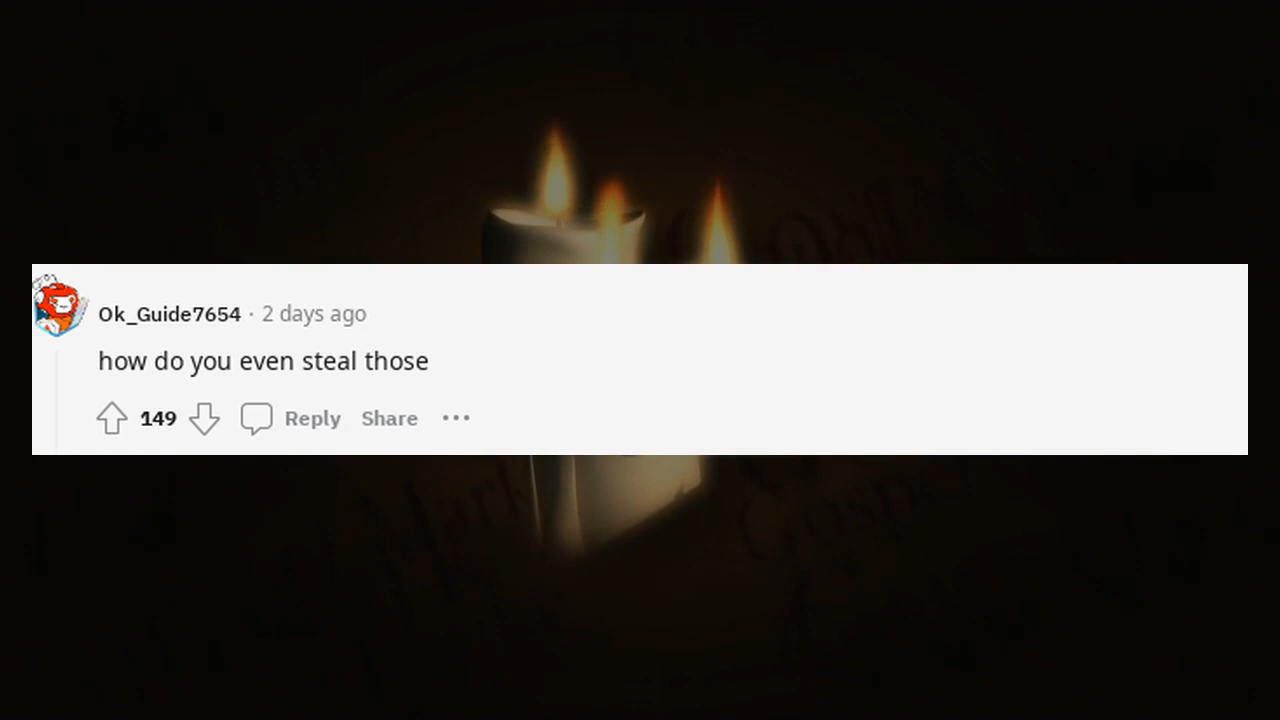 Ok_Guide7654 · 2 days ago
how do you even steal those
149 Reply Share ···